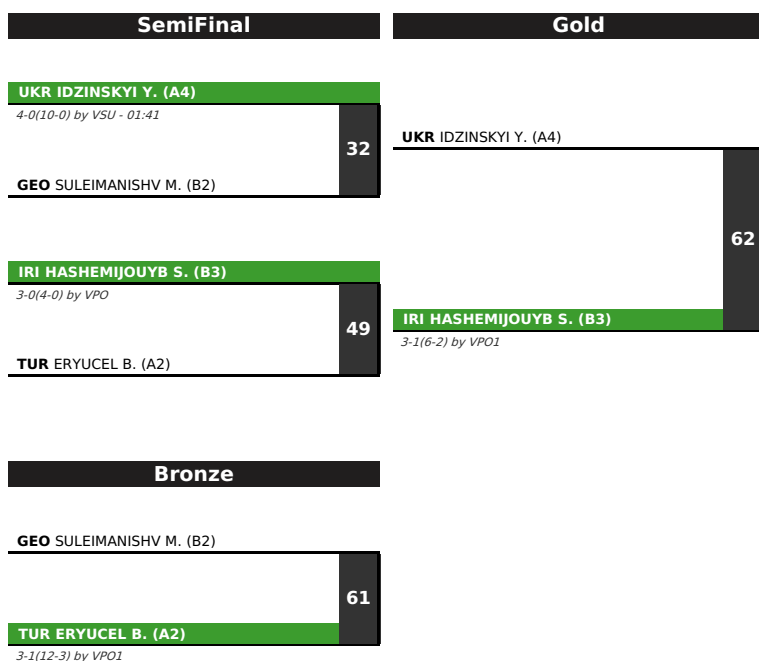 SemiFinal
UKR IDZINSKYI Y. (A4)
4-0(10-0) by VSU - 01:41
32
GEO SULEIMANISHV M. (B2)
IRI HASHEMIJOUYB S. (B3)
3-0(4-0) by VPO
49
TUR ERYUCEL B. (A2)
Gold
UKR IDZINSKYI Y. (A4)
62
IRI HASHEMIJOUYB S. (B3)
3-1(6-2) by VPO1
Bronze
GEO SULEIMANISHV M. (B2)
61
TUR ERYUCEL B. (A2)
3-1(12-3) by VPO1